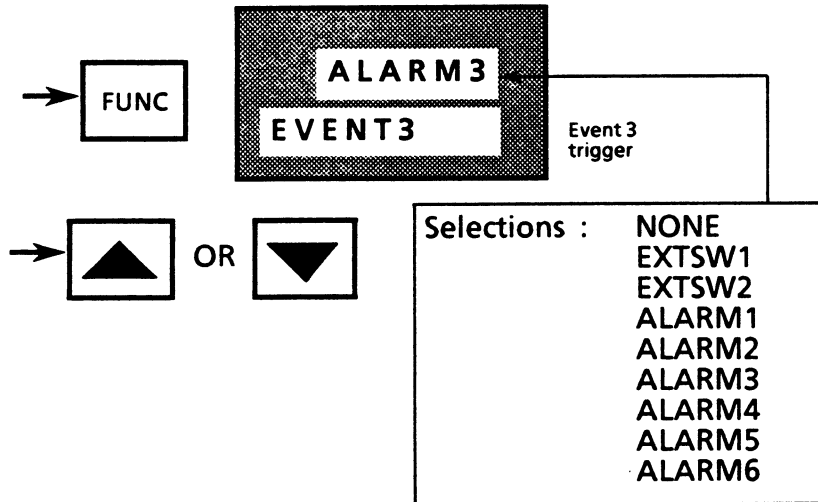 ALARM3
FUNC
EVENT3
Event 3
trigger
OR
Selections : NONE
EXTSW1
EXTSW2
ALARM1
ALARM2
ALARM3
ALARM4
ALARM5
ALARM6